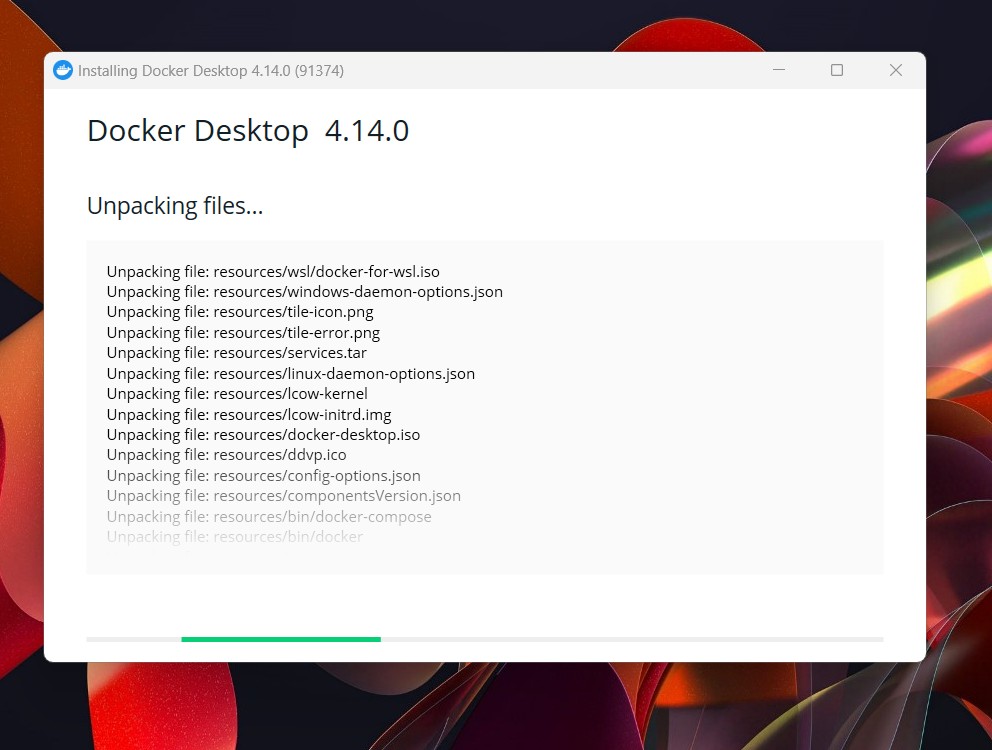 Installing Docker Desktop 4.14.0 (91374)
Docker Desktop 4.14.0
Unpacking files...
Unpacking file: resources/wsl/docker-for-wsl.iso
Unpacking file: resources/windows-daemon-options.json
Unpacking file: resources/tile-icon.png
Unpacking file: resources/tile-error.png
Unpacking file: resources/services.tar
Unpacking file: resources/linux-daemon-options.json
Unpacking file: resources/lcow-kernel
Unpacking file: resources/lcow-initrd.img
Unpacking file: resources/docker-desktop.iso
Unpacking file: resources/ddvp.ico
Unpacking file: resources/config-options.json
Unpacking file: resources/componentsVersion.json
Unpacking file: resources/bin/docker-compose
Unpacking file: resources/bin/docker